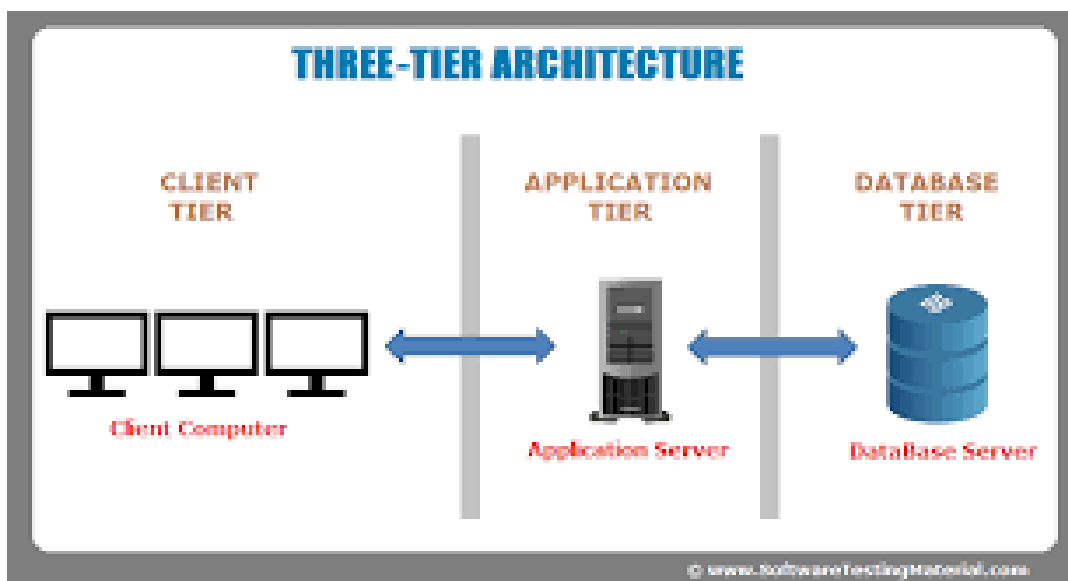 THREE-TIER ARCHITECTURE
CLIENT
TIER
APPLICATION
TIER
DATABASE
TIER
Client Computer
Application Server
DataBase Server
© www.SoftwareTestingMaterial.com